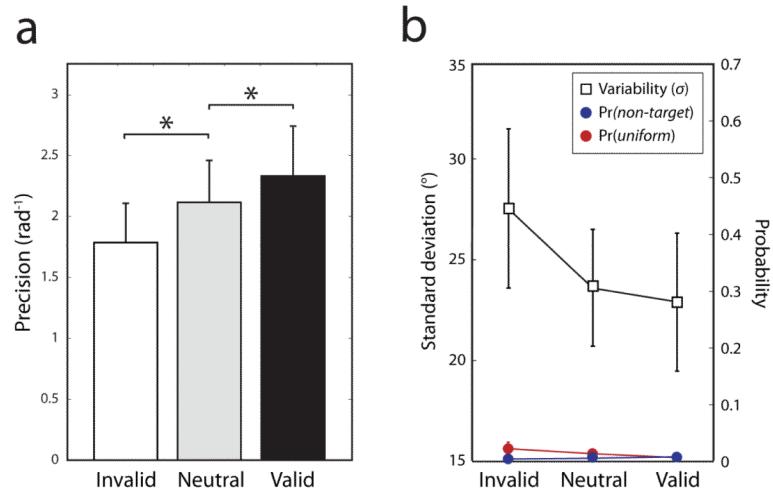 a
Precision (rad⁻¹)
3
2.5
2
1.5
1
0.5
0
*
*
Invalid Neutral Valid
b
Standard deviation (°)
35
30
25
20
15
Variability (σ)
Pr(non-target)
Pr(uniform)
0.7
0.6
0.5
0.4
0.3
0.2
0.1
0
Probability
Invalid Neutral Valid